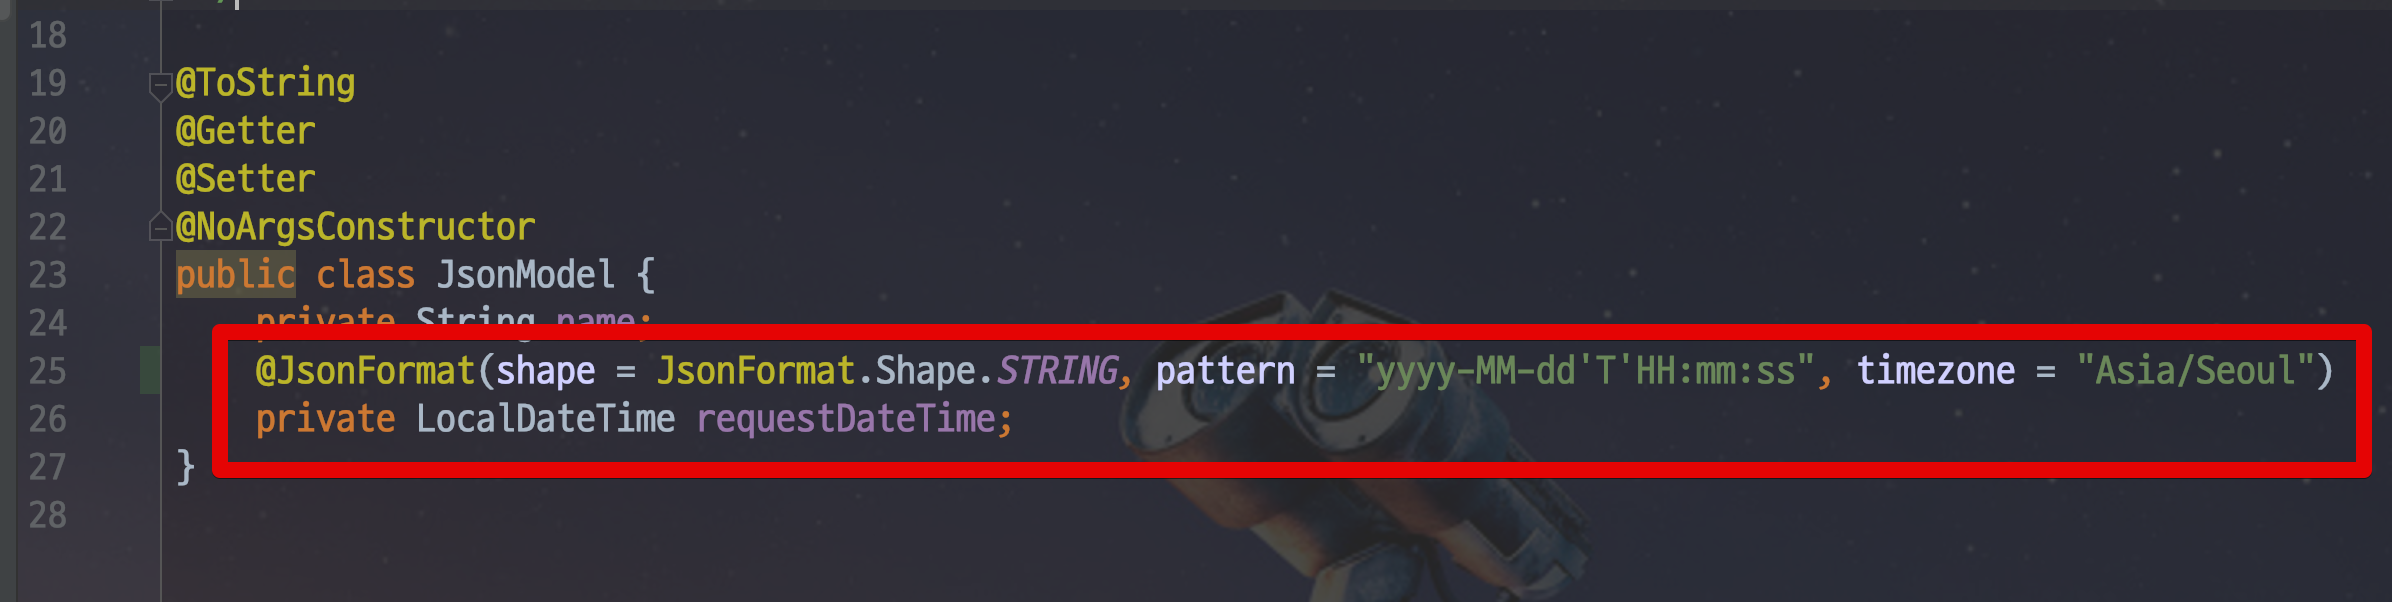 18
19 @ToString
20 @Getter
21 @Setter
22 @NoArgsConstructor
23 public class JsonModel {
24 private String name;
25 @JsonFormat(shape = JsonFormat.Shape.STRING, pattern = "yyyy-MM-dd'T'HH:mm:ss", timezone = "Asia/Seoul")
26 private LocalDateTime requestDateTime;
27 }
28